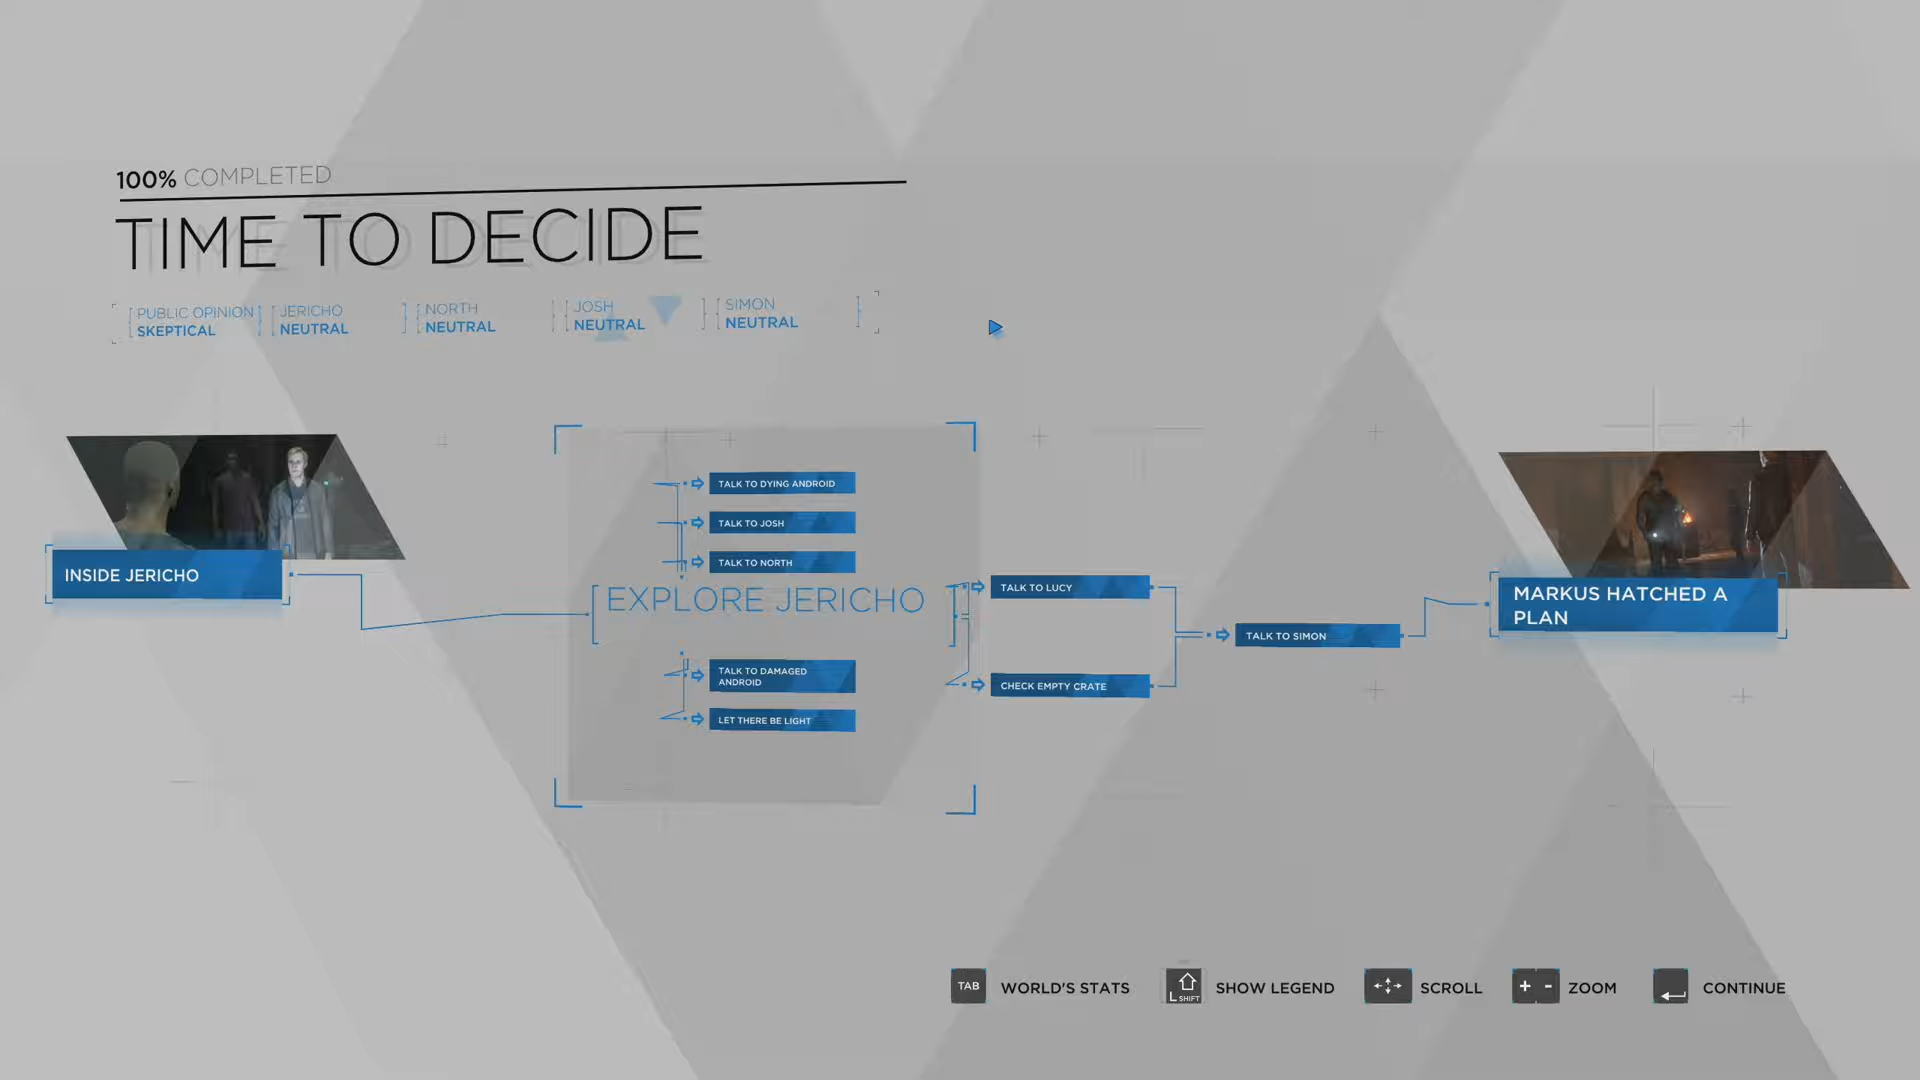 100% COMPLETED
TIME TO DECIDE
PUBLIC OPINION
SKEPTICAL
JERICHO
NEUTRAL
NORTH
NEUTRAL
JOSH
NEUTRAL
SIMON
NEUTRAL
INSIDE JERICHO
TALK TO DYING ANDROID
TALK TO JOSH
TALK TO NORTH
EXPLORE JERICHO
TALK TO DAMAGED
ANDROID
LET THERE BE LIGHT
TALK TO LUCY
CHECK EMPTY CRATE
TALK TO SIMON
MARKUS HATCHED A
PLAN
TAB WORLD'S STATS
L SHIFT SHOW LEGEND
SCROLL
+ - ZOOM
CONTINUE